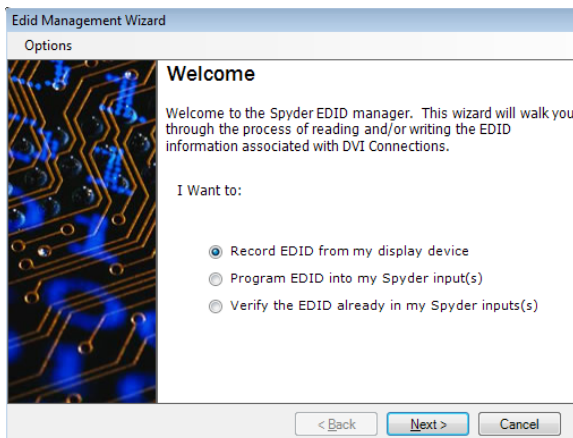 Edid Management Wizard
Options
Welcome
Welcome to the Spyder EDID manager. This wizard will walk you
through the process of reading and/or writing the EDID
information associated with DVI Connections.
I Want to:
Record EDID from my display device
Program EDID into my Spyder input(s)
Verify the EDID already in my Spyder inputs(s)
< Back
Next >
Cancel